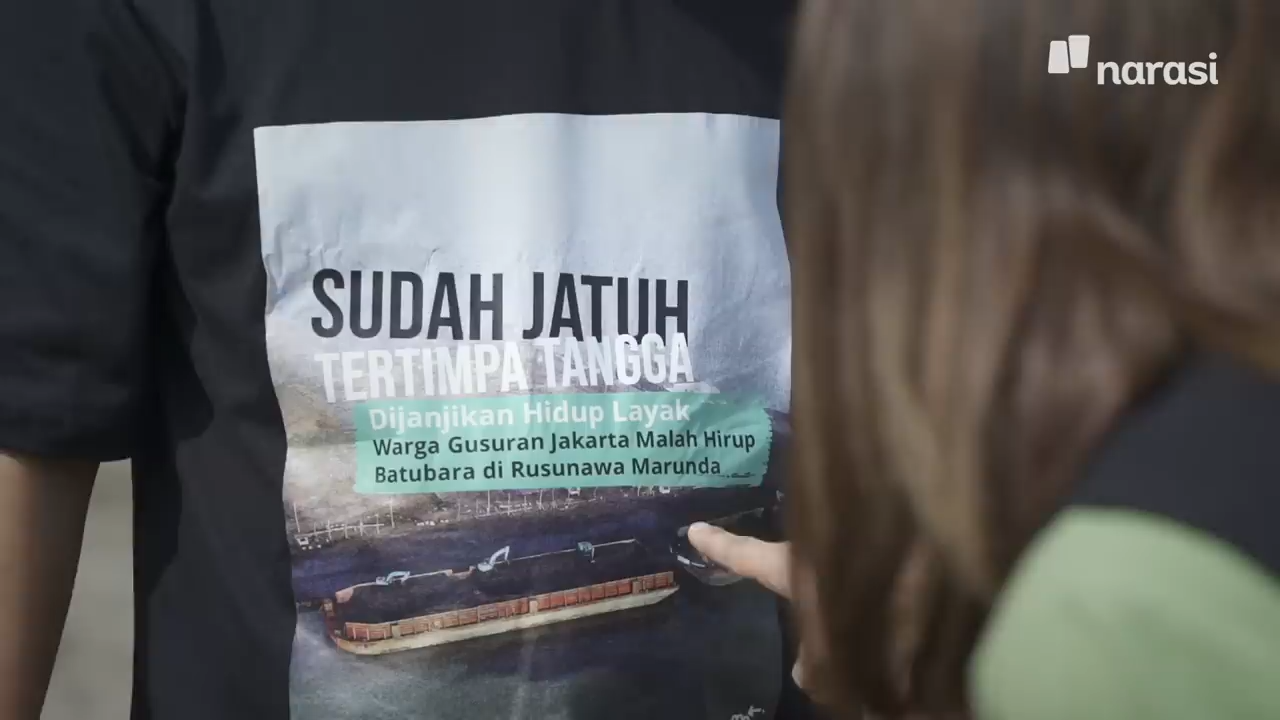 narasi
SUDAH JATUH
TERTIMPA TANGGA
Dijanjikan Hidup Layak
Warga Gusuran Jakarta Malah Hirup
Batubara di Rusunawa Marunda